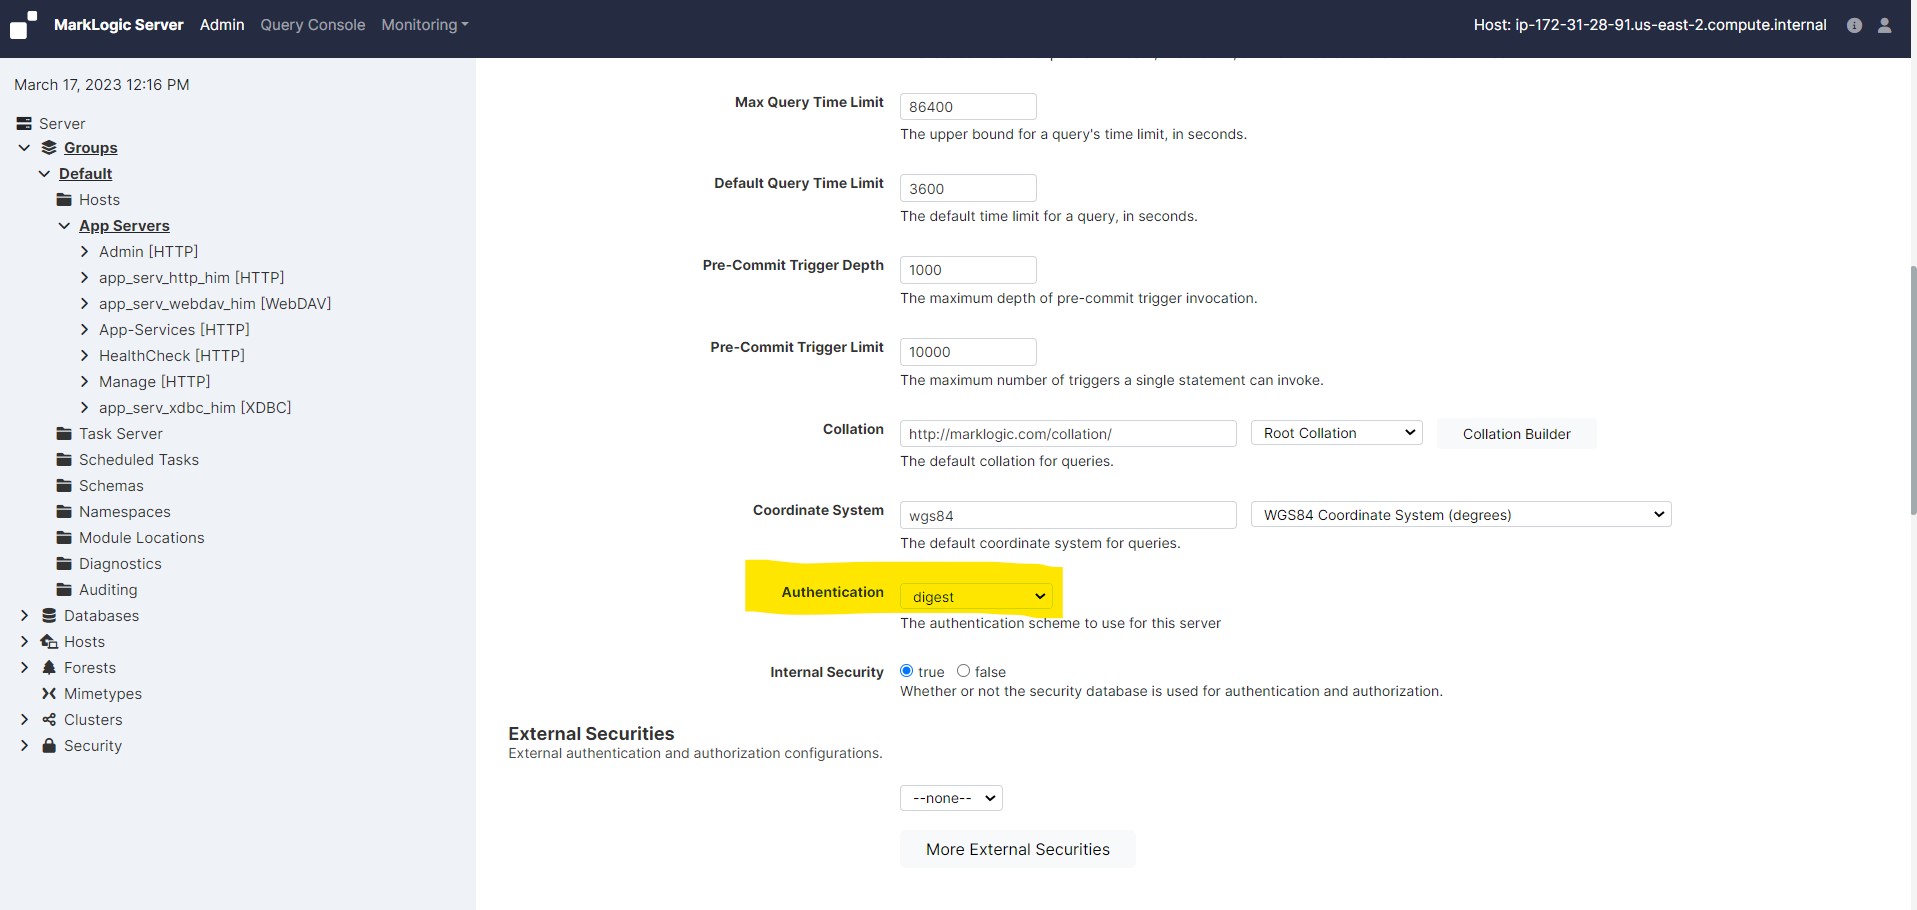 MarkLogic Server Admin Query Console Monitoring Host: ip-172-31-28-91.us-east-2.compute.internal
March 17, 2023 12:16 PM
Server
Groups
Default
Hosts
App Servers
Admin [HTTP]
app_serv_http_him [HTTP]
app_serv_webdav_him [WebDAV]
App-Services [HTTP]
HealthCheck [HTTP]
Manage [HTTP]
app_serv_xdbc_him [XDBC]
Task Server
Scheduled Tasks
Schemas
Namespaces
Module Locations
Diagnostics
Auditing
Databases
Hosts
Forests
Mimetypes
Clusters
Security
Max Query Time Limit 86400
The upper bound for a query's time limit, in seconds.
Default Query Time Limit 3600
The default time limit for a query, in seconds.
Pre-Commit Trigger Depth 1000
The maximum depth of pre-commit trigger invocation.
Pre-Commit Trigger Limit 10000
The maximum number of triggers a single statement can invoke.
Collation http://marklogic.com/collation/ Root Collation Collation Builder
The default collation for queries.
Coordinate System wgs84 WGS84 Coordinate System (degrees)
The default coordinate system for queries.
Authentication digest
The authentication scheme to use for this server
Internal Security true false
Whether or not the security database is used for authentication and authorization.
External Securities
External authentication and authorization configurations.
--none--
More External Securities